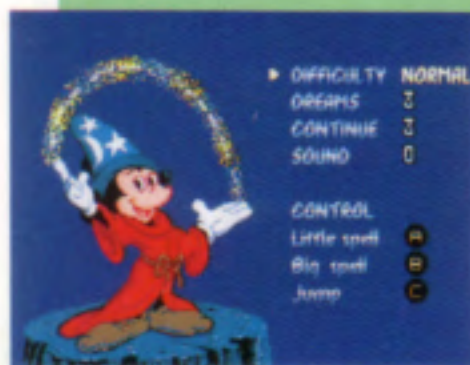 DIFFICULTY NORMAL
DREAMS 3
CONTINUE 3
SOUND 0
CONTROL
Little spell A
Big spell B
Jump C